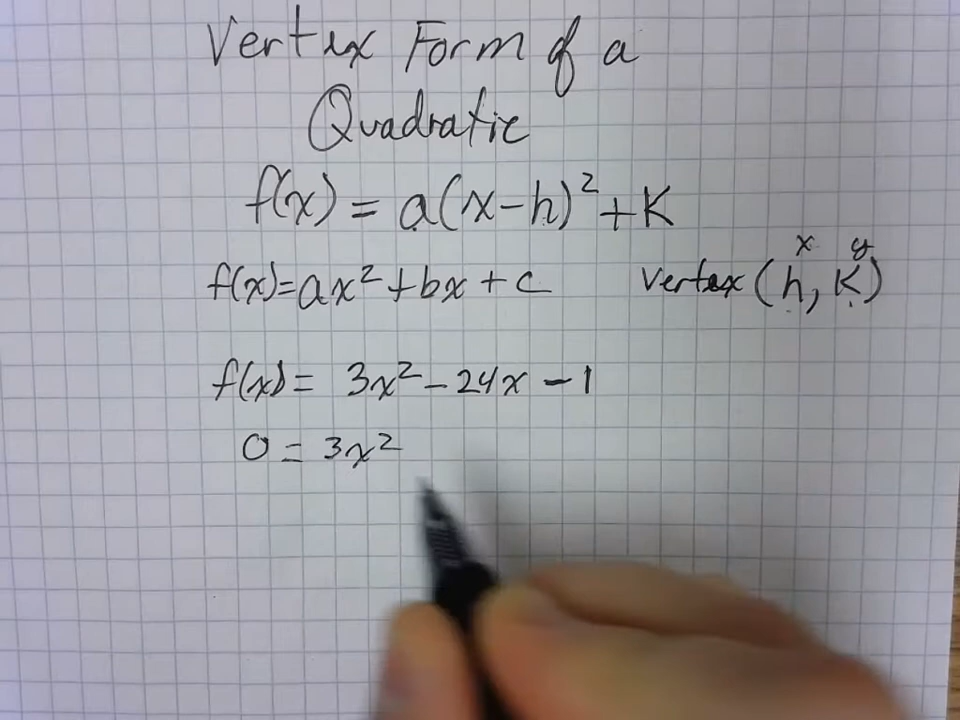 Vertex Form of a
Quadratic
f(x) = a(x-h)² + K
f(x)=ax² + bx + c
x y
vertex (h, K)
f(x) = 3x² - 24x - 1
0 = 3x²